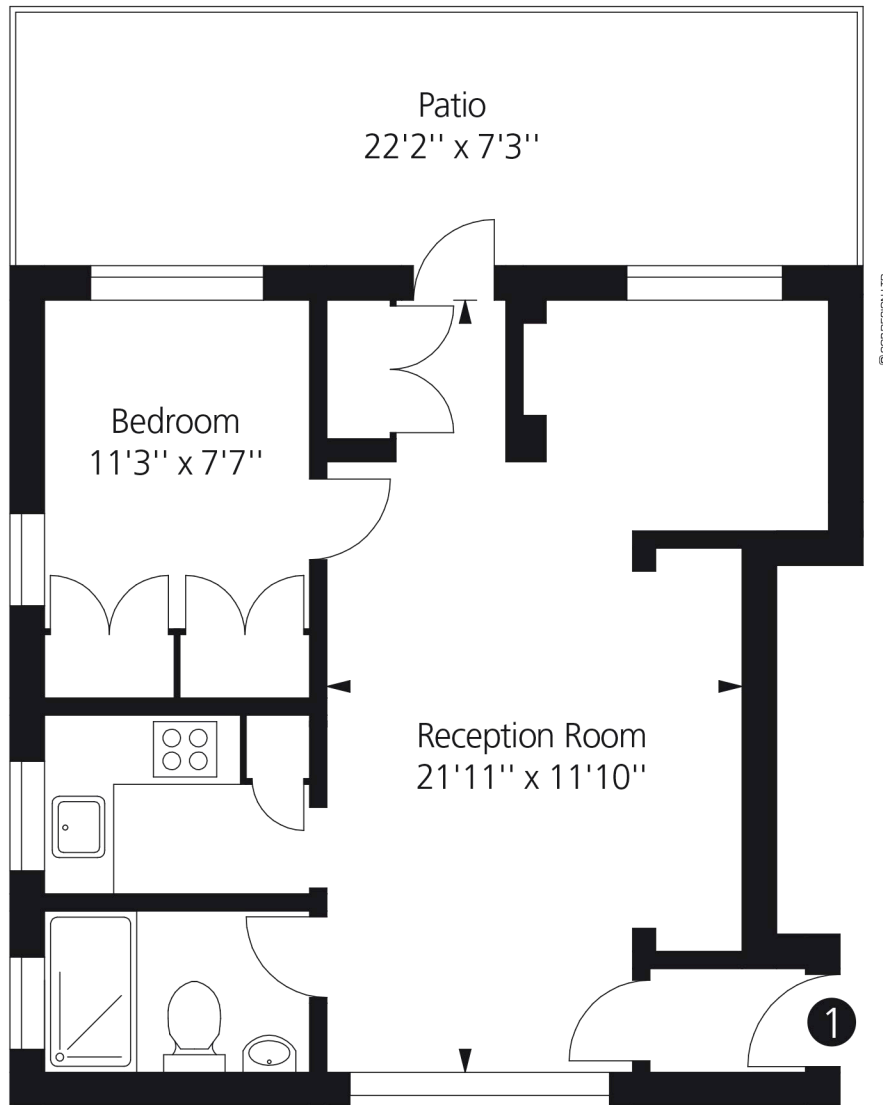 Patio
22'2'' x 7'3''
Bedroom
11'3'' x 7'7''
Reception Room
21'11'' x 11'10''
1